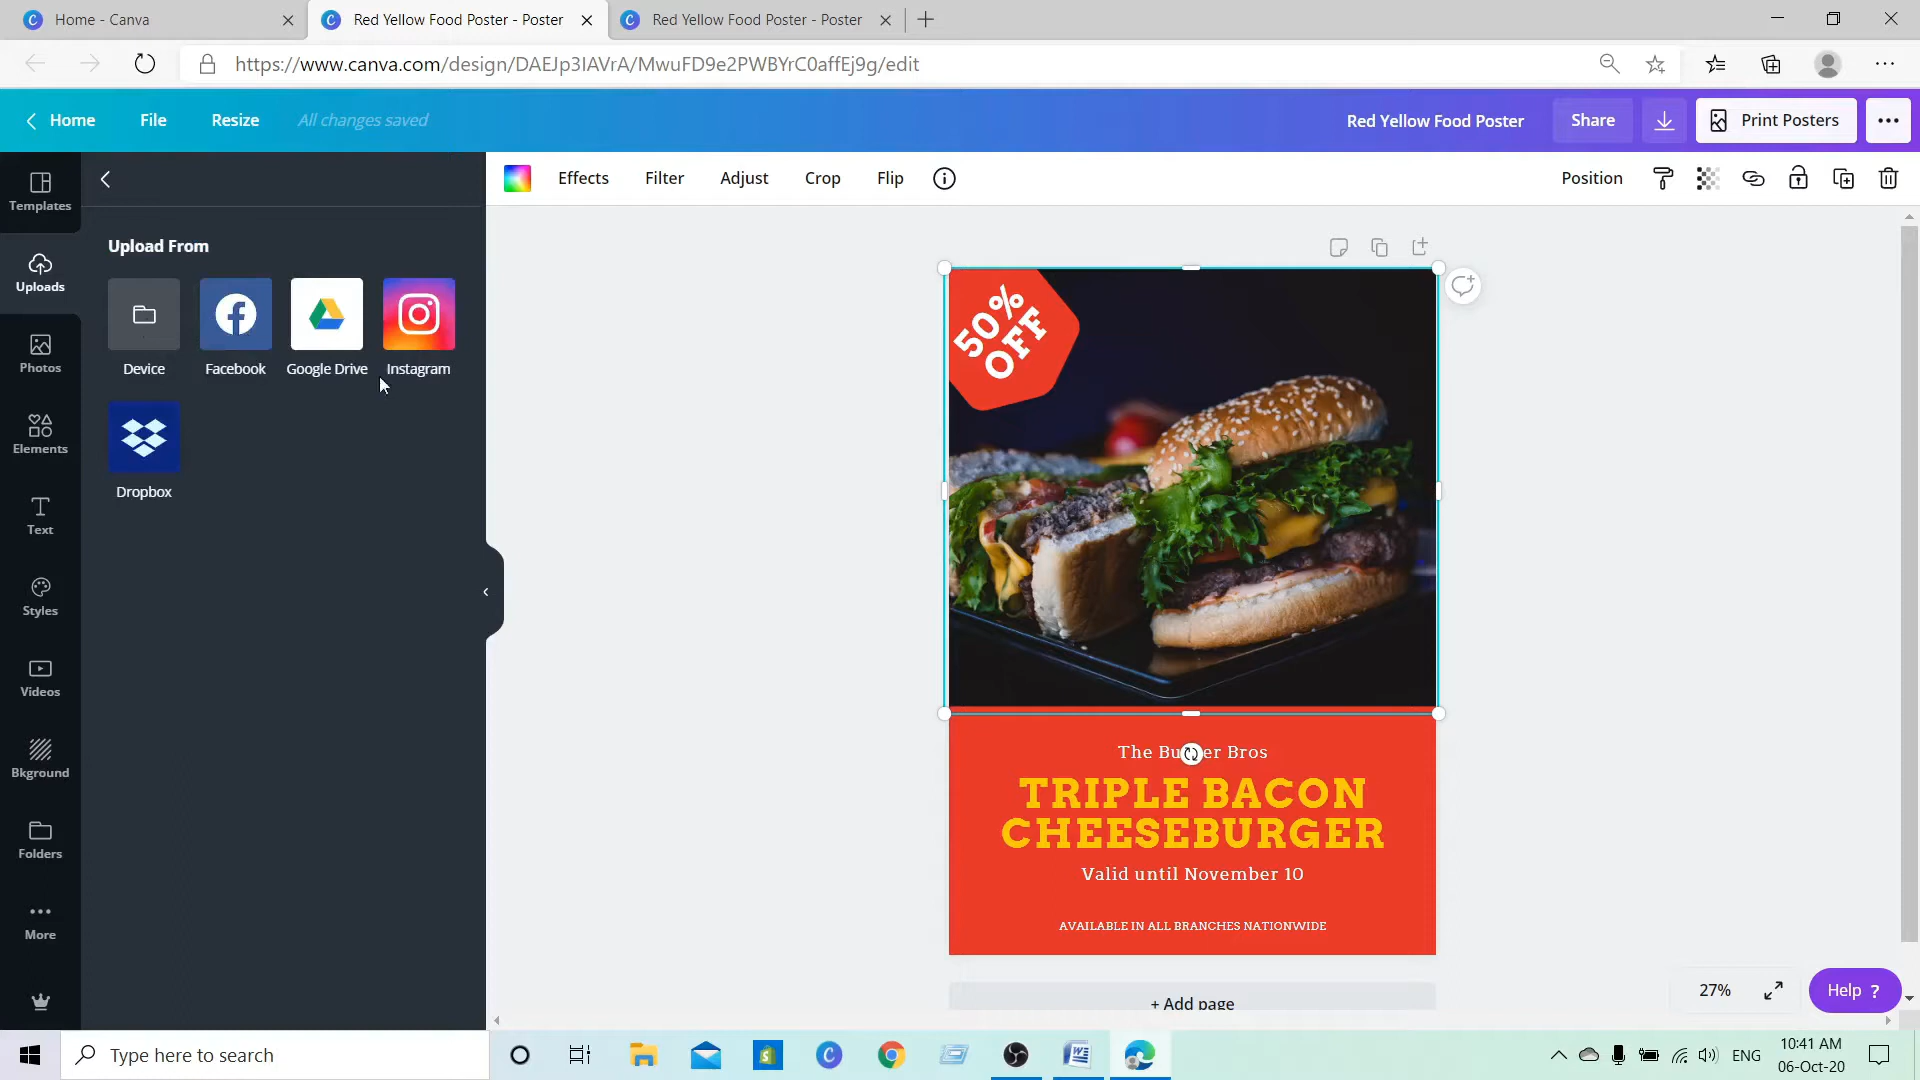 Home - Canva
Red Yellow Food Poster - Poster
Red Yellow Food Poster - Poster
https://www.canva.com/design/DAEJp3IAVrA/MwuFD9e2PWBYrC0affEj9g/edit
Home
File
Resize
All changes saved
Red Yellow Food Poster
Share
Print Posters
Effects
Filter
Adjust
Crop
Flip
Position
Templates
Uploads
Photos
Elements
Text
Styles
Videos
Bkground
Folders
More
Upload From
Device
Facebook
Google Drive
Instagram
Dropbox
50%
OFF
The Bu er Bros
TRIPLE BACON
CHEESEBURGER
Valid until November 10
AVAILABLE IN ALL BRANCHES NATIONWIDE
+ Add page
27%
Help ?
Type here to search
ENG
10:41 AM
06-Oct-20